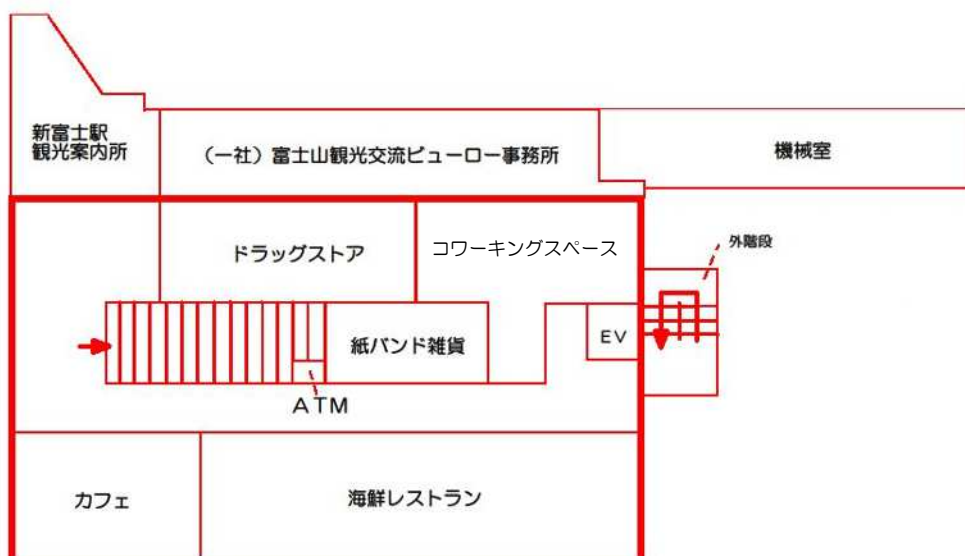 新富士駅
観光案内所
（一社）富士山観光交流ビューロー事務所
機械室
ドラッグストア
コワーキングスペース
外階段
紙バンド雑貨
EV
ATM
カフェ
海鮮レストラン